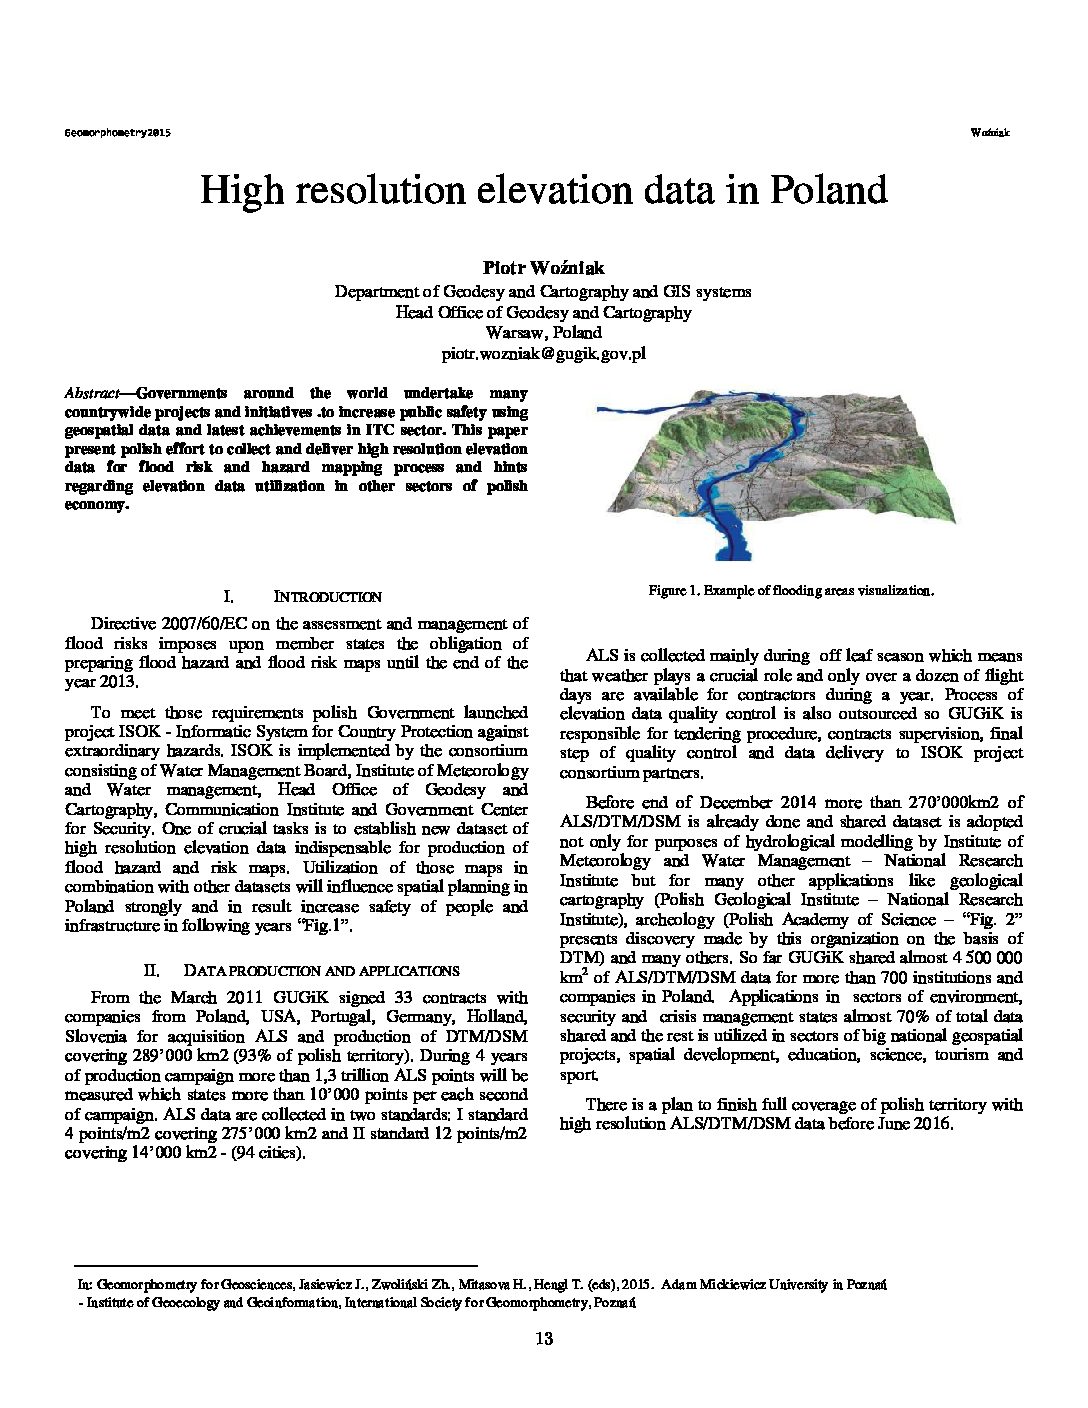 Geomorphometry2015
Woźniak
High resolution elevation data in Poland
Piotr Woźniak
Department of Geodesy and Cartography and GIS systems
Head Office of Geodesy and Cartography
Warsaw, Poland
piotr.wozniak@gugik.gov.pl
Abstract—Governments around the world undertake many
countrywide projects and initiatives .to increase public safety using
geospatial data and latest achievements in ITC sector. This paper
present polish effort to collect and deliver high resolution elevation
data for flood risk and hazard mapping process and hints
regarding elevation data utilization in other sectors of polish
economy.
I. INTRODUCTION
Directive 2007/60/EC on the assessment and management of
flood risks imposes upon member states the obligation of
preparing flood hazard and flood risk maps until the end of the
year 2013.
To meet those requirements polish Government launched
project ISOK - Informatic System for Country Protection against
extraordinary hazards. ISOK is implemented by the consortium
consisting of Water Management Board, Institute of Meteorology
and Water management, Head Office of Geodesy and
Cartography, Communication Institute and Government Center
for Security. One of crucial tasks is to establish new dataset of
high resolution elevation data indispensable for production of
flood hazard and risk maps. Utilization of those maps in
combination with other datasets will influence spatial planning in
Poland strongly and in result increase safety of people and
infrastructure in following years “Fig.1”.
II. DATA PRODUCTION AND APPLICATIONS
From the March 2011 GUGiK signed 33 contracts with
companies from Poland, USA, Portugal, Germany, Holland,
Slovenia for acquisition ALS and production of DTM/DSM
covering 289’000 km2 (93% of polish territory). During 4 years
of production campaign more than 1,3 trillion ALS points will be
measured which states more than 10’000 points per each second
of campaign. ALS data are collected in two standards: I standard
4 points/m2 covering 275’000 km2 and II standard 12 points/m2
covering 14’000 km2 - (94 cities).
Figure 1. Example of flooding areas visualization.
ALS is collected mainly during off leaf season which means
that weather plays a crucial role and only over a dozen of flight
days are available for contractors during a year. Process of
elevation data quality control is also outsourced so GUGiK is
responsible for tendering procedure, contracts supervision, final
step of quality control and data delivery to ISOK project
consortium partners.
Before end of December 2014 more than 270’000km2 of
ALS/DTM/DSM is already done and shared dataset is adopted
not only for purposes of hydrological modelling by Institute of
Meteorology and Water Management – National Research
Institute but for many other applications like geological
cartography (Polish Geological Institute – National Research
Institute), archeology (Polish Academy of Science – “Fig. 2”
presents discovery made by this organization on the basis of
DTM) and many others. So far GUGiK shared almost 4 500 000
km² of ALS/DTM/DSM data for more than 700 institutions and
companies in Poland. Applications in sectors of environment,
security and crisis management states almost 70% of total data
shared and the rest is utilized in sectors of big national geospatial
projects, spatial development, education, science, tourism and
sport.
There is a plan to finish full coverage of polish territory with
high resolution ALS/DTM/DSM data before June 2016.
In: Geomorphometry for Geosciences, Jasiewicz J., Zwoliński Zb., Mitasova H., Hengl T. (eds), 2015. Adam Mickiewicz University in Poznań
- Institute of Geoecology and Geoinformation, International Society for Geomorphometry, Poznań
13